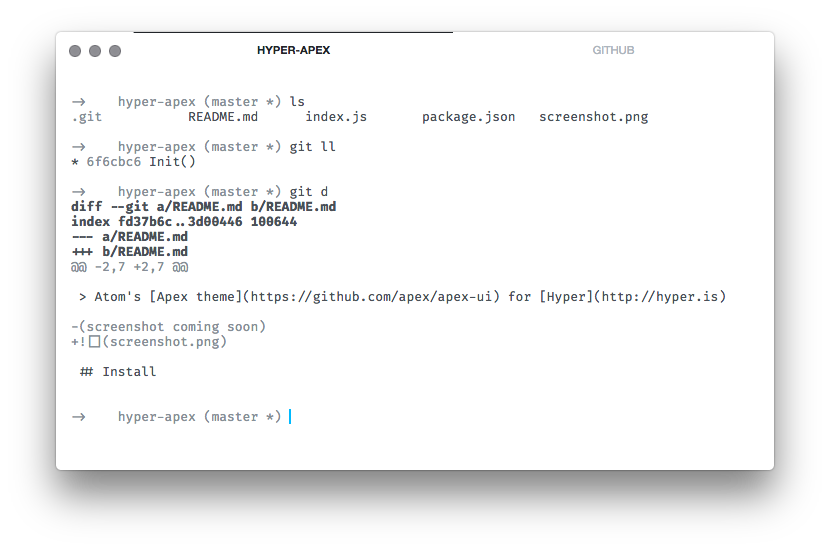 HYPER-APEX GITHUB
→ hyper-apex (master *) ls
.git README.md index.js package.json screenshot.png
→ hyper-apex (master *) git ll
* 6f6cbc6 Init()
→ hyper-apex (master *) git d
diff --git a/README.md b/README.md
index fd37b6c..3d00446 100644
--- a/README.md
+++ b/README.md
@@ -2,7 +2,7 @@
> Atom's [Apex theme](https://github.com/apex/apex-ui) for [Hyper](http://hyper.is)
-(screenshot coming soon)
+![](screenshot.png)
## Install
→ hyper-apex (master *)